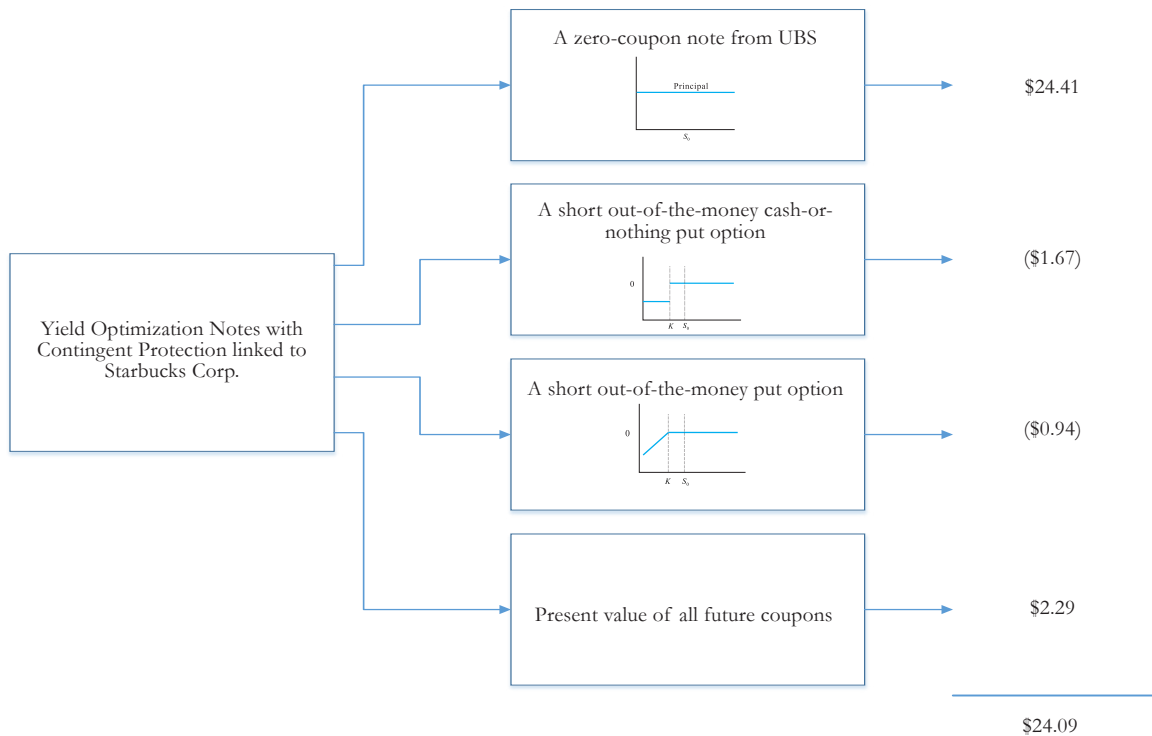 A zero-coupon note from UBS
Principal
S₀
$24.41
A short out-of-the-money cash-or-
nothing put option
0
K S₀
($1.67)
Yield Optimization Notes with
Contingent Protection linked to
Starbucks Corp.
A short out-of-the-money put option
0
K S₀
($0.94)
Present value of all future coupons
$2.29
$24.09